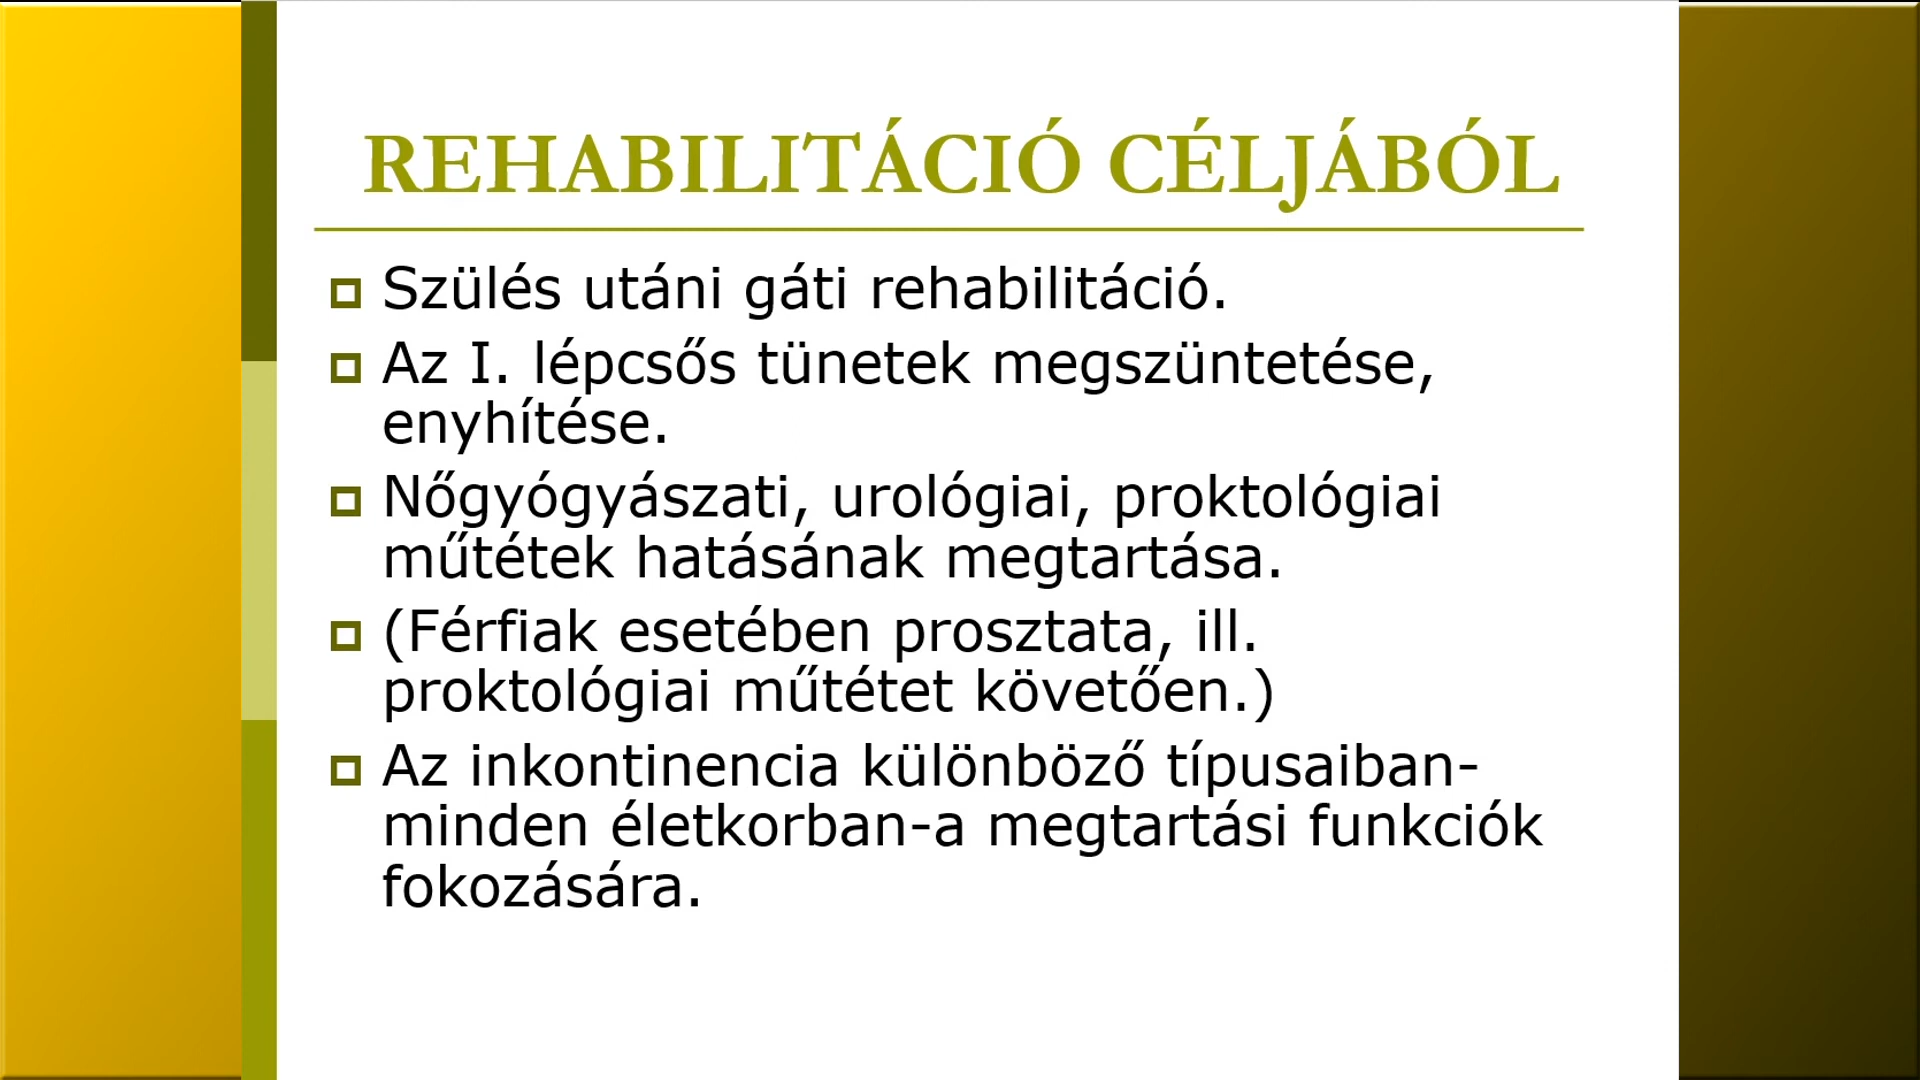 REHABILITÁCIÓ CÉLJÁBÓL
Szülés utáni gáti rehabilitáció.
Az I. lépcsős tünetek megszüntetése,
enyhítése.
Nőgyógyászati, urológiai, proktológiai
műtétek hatásának megtartása.
(Férfiak esetében prosztata, ill.
proktológiai műtétet követően.)
Az inkontinencia különböző típusaiban-
minden életkorban-a megtartási funkciók
fokozására.